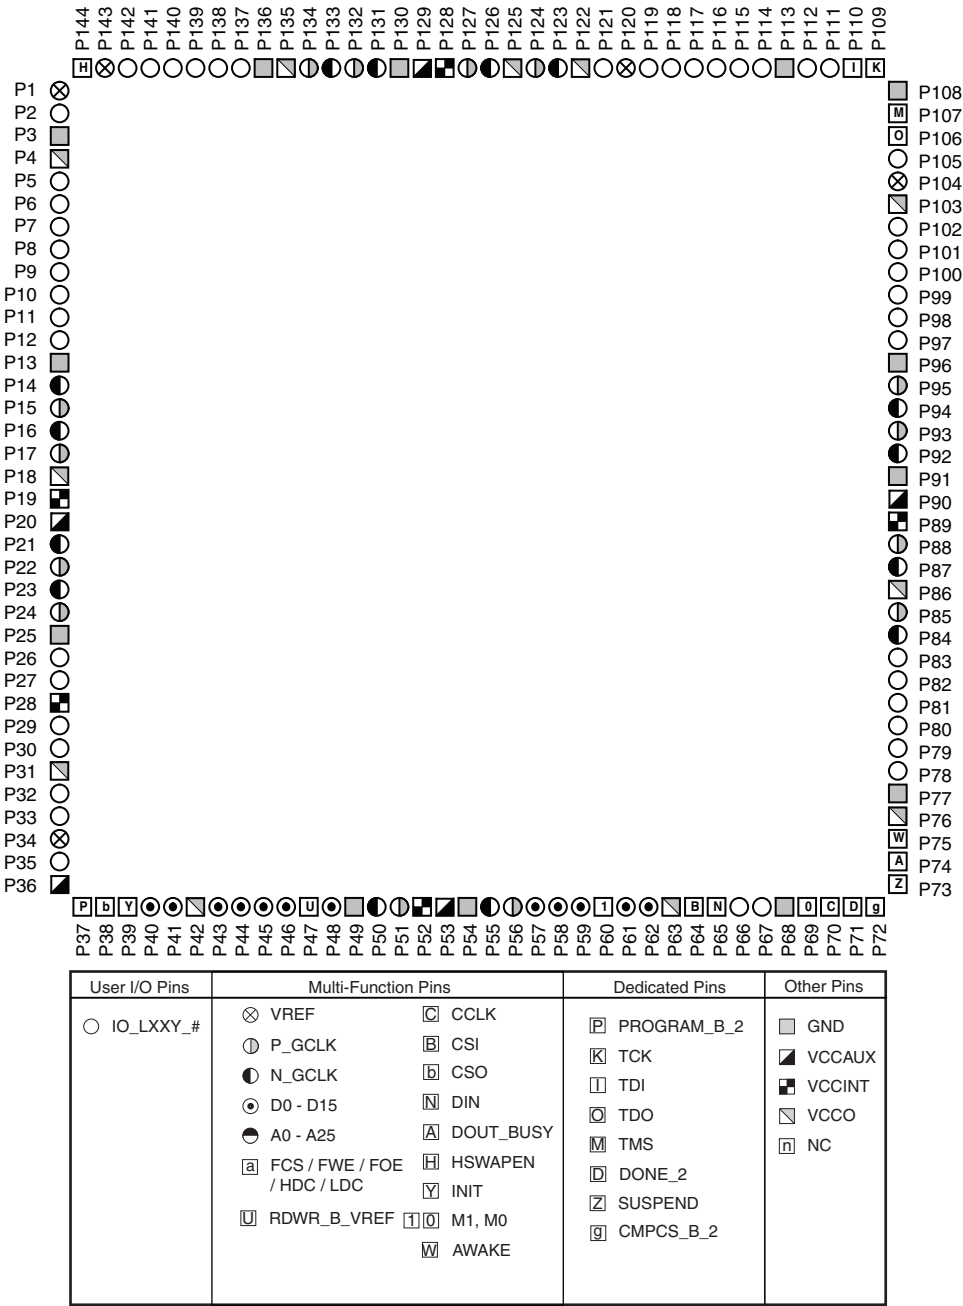 P144 P143 P142 P141 P140 P139 P138 P137 P136 P135 P134 P133 P132 P131 P130 P129 P128 P127 P126 P125 P124 P123 P122 P121 P120 P119 P118 P117 P116 P115 P114 P113 P112 P111 P110 P109
H I K
P1 P108
P2 M P107
P3 O P106
P4 P105
P5 P104
P6 P103
P7 P102
P8 P101
P9 P100
P10 P99
P11 P98
P12 P97
P13 P96
P14 P95
P15 P94
P16 P93
P17 P92
P18 P91
P19 P90
P20 P89
P21 P88
P22 P87
P23 P86
P24 P85
P25 P84
P26 P83
P27 P82
P28 P81
P29 P80
P30 P79
P31 P78
P32 P77
P33 P76
P34 W P75
P35 A P74
P36 Z P73
P b Y U 1 B N 0 C D g
P37 P38 P39 P40 P41 P42 P43 P44 P45 P46 P47 P48 P49 P50 P51 P52 P53 P54 P55 P56 P57 P58 P59 P60 P61 P62 P63 P64 P65 P66 P67 P68 P69 P70 P71 P72
User I/O Pins Multi-Function Pins Dedicated Pins Other Pins
IO_LXXY_#
VREF
P_GCLK
N_GCLK
D0 - D15
A0 - A25
a FCS / FWE / FOE
/ HDC / LDC
U RDWR_B_VREF
C CCLK
B CSI
b CSO
N DIN
A DOUT_BUSY
H HSWAPEN
Y INIT
1 0 M1, M0
W AWAKE
P PROGRAM_B_2
K TCK
I TDI
O TDO
M TMS
D DONE_2
Z SUSPEND
g CMPCS_B_2
GND
VCCAUX
VCCINT
VCCO
n NC